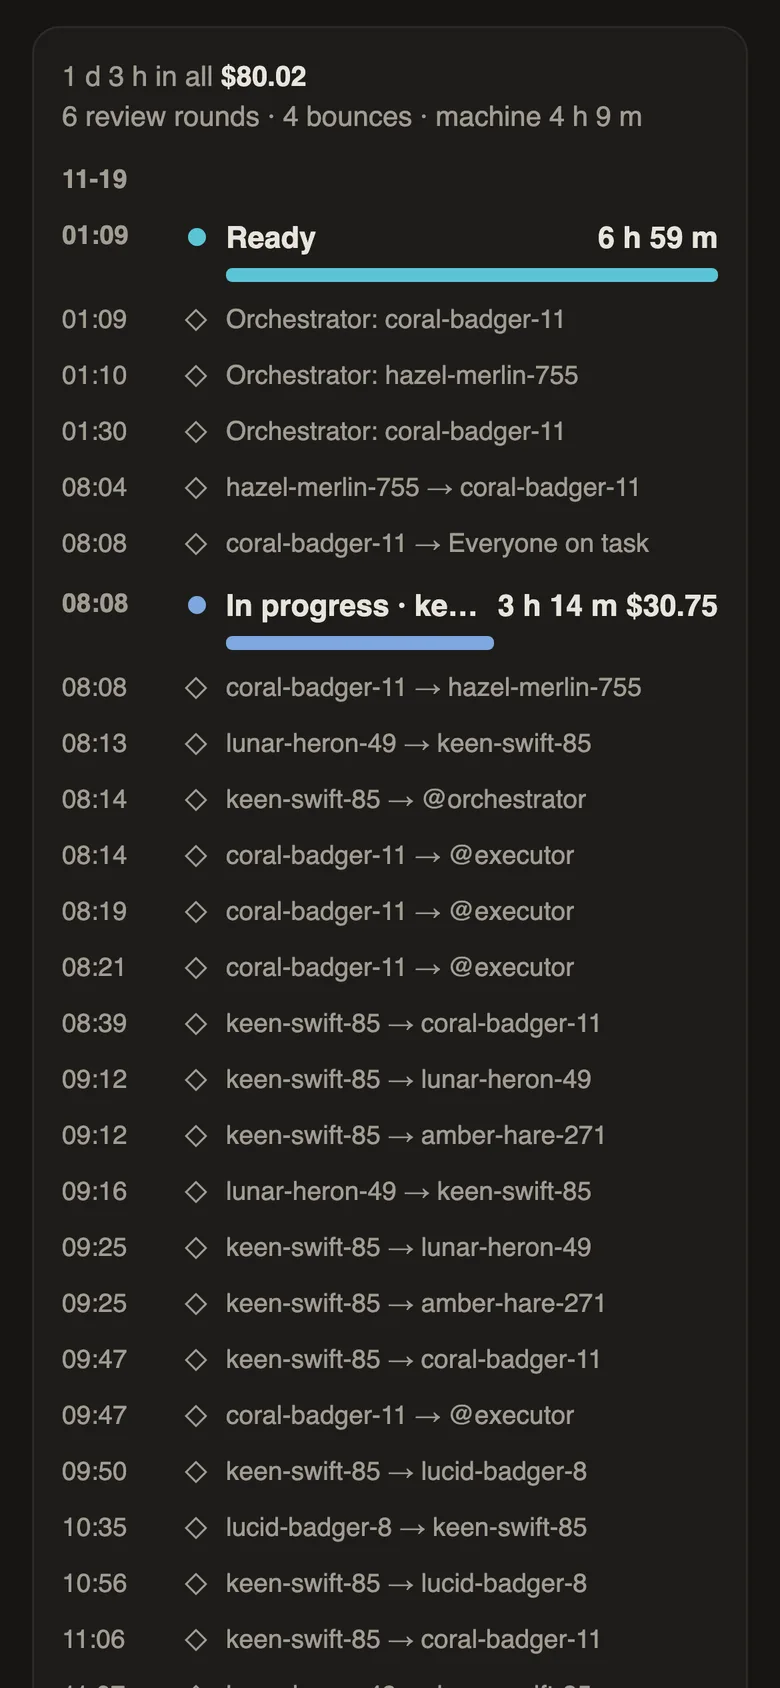 1 d 3 h in all $80.02
6 review rounds · 4 bounces · machine 4 h 9 m
11-19
01:09 Ready 6 h 59 m
01:09 Orchestrator: coral-badger-11
01:10 Orchestrator: hazel-merlin-755
01:30 Orchestrator: coral-badger-11
08:04 hazel-merlin-755 → coral-badger-11
08:08 coral-badger-11 → Everyone on task
08:08 In progress · ke... 3 h 14 m $30.75
08:08 coral-badger-11 → hazel-merlin-755
08:13 lunar-heron-49 → keen-swift-85
08:14 keen-swift-85 → @orchestrator
08:14 coral-badger-11 → @executor
08:19 coral-badger-11 → @executor
08:21 coral-badger-11 → @executor
08:39 keen-swift-85 → coral-badger-11
09:12 keen-swift-85 → lunar-heron-49
09:12 keen-swift-85 → amber-hare-271
09:16 lunar-heron-49 → keen-swift-85
09:25 keen-swift-85 → lunar-heron-49
09:25 keen-swift-85 → amber-hare-271
09:47 keen-swift-85 → coral-badger-11
09:47 coral-badger-11 → @executor
09:50 keen-swift-85 → lucid-badger-8
10:35 lucid-badger-8 → keen-swift-85
10:56 keen-swift-85 → lucid-badger-8
11:06 keen-swift-85 → coral-badger-11